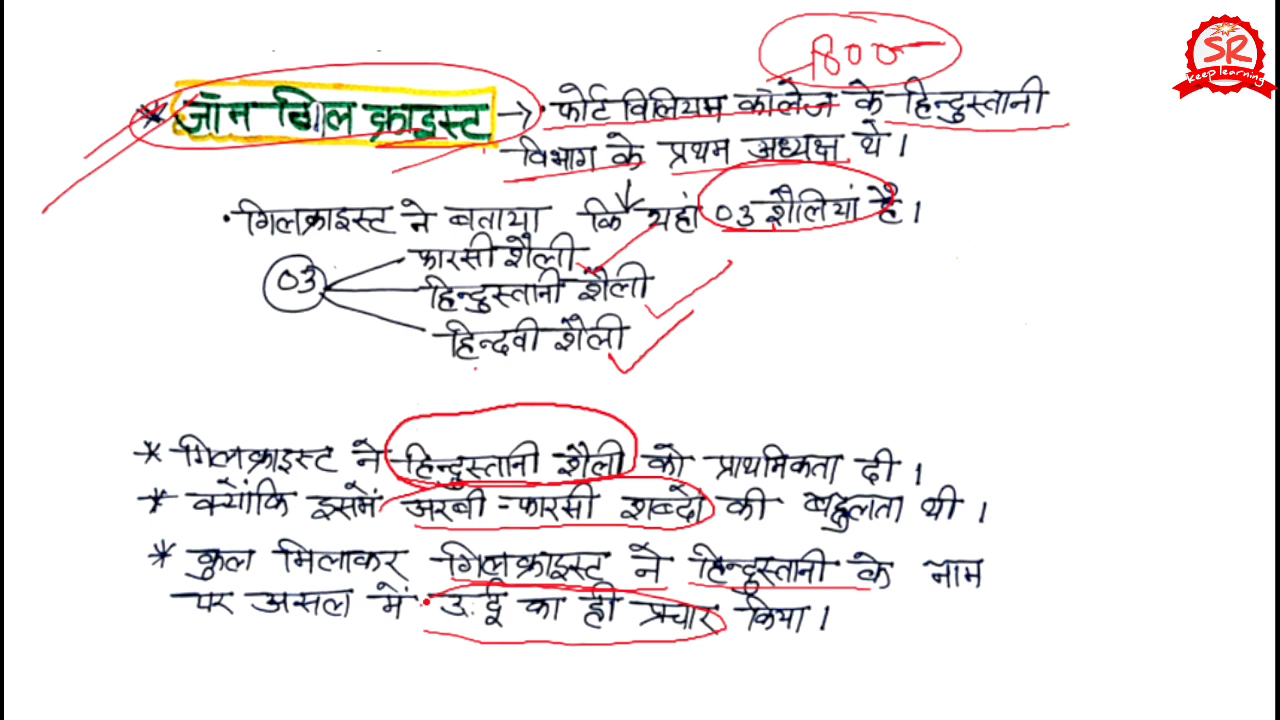 1800
SR
keep learning
* जॉन गिल क्राइस्ट → • फोर्ट विलियम कॉलेज के हिन्दुस्तानी
विभाग के प्रथम अध्यक्ष थे।
• गिलक्राइस्ट ने बताया कि यहां 03 शैलियां है।
03
फारसी शैली
हिन्दुस्तानी शैली
हिन्दवी शैली
* गिलक्राइस्ट ने हिन्दुस्तानी शैली को प्राथमिकता दी।
* क्योंकि इसमें अरबी-फारसी शब्दों की बहुलता थी।
* कुल मिलाकर गिलक्राइस्ट ने हिन्दुस्तानी के नाम
पर असल में उर्दू का ही प्रचार किया।